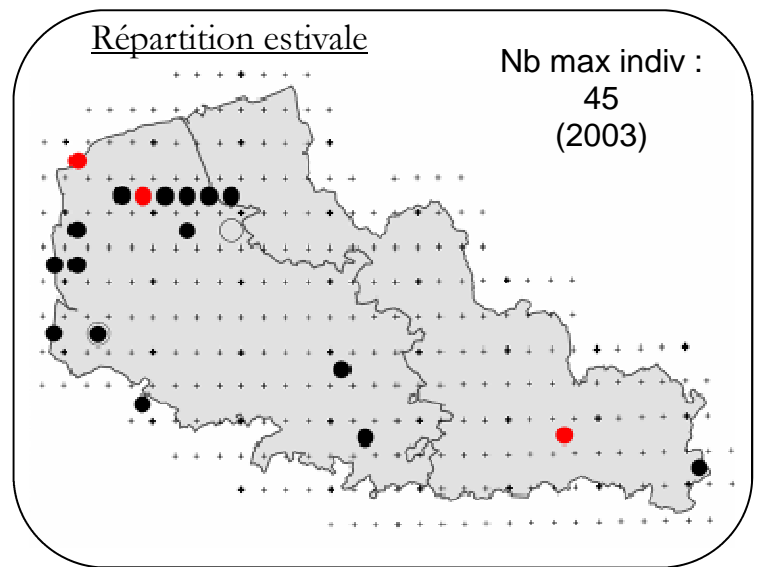 Répartition estivale
Nb max indiv :
45
(2003)